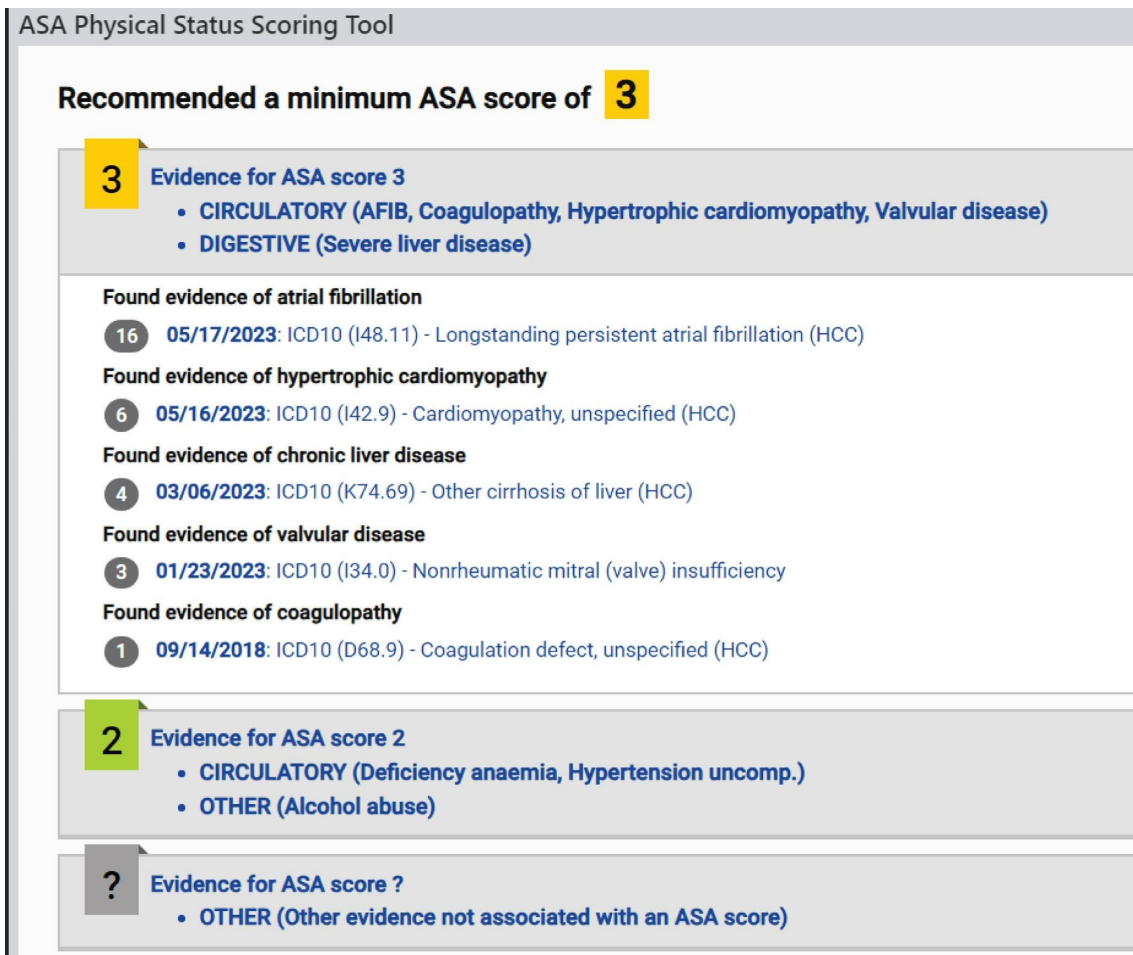 ASA Physical Status Scoring Tool
Recommended a minimum ASA score of 3
3
Evidence for ASA score 3
• CIRCULATORY (AFIB, Coagulopathy, Hypertrophic cardiomyopathy, Valvular disease)
• DIGESTIVE (Severe liver disease)
Found evidence of atrial fibrillation
16 05/17/2023: ICD10 (I48.11) - Longstanding persistent atrial fibrillation (HCC)
Found evidence of hypertrophic cardiomyopathy
6 05/16/2023: ICD10 (I42.9) - Cardiomyopathy, unspecified (HCC)
Found evidence of chronic liver disease
4 03/06/2023: ICD10 (K74.69) - Other cirrhosis of liver (HCC)
Found evidence of valvular disease
3 01/23/2023: ICD10 (I34.0) - Nonrheumatic mitral (valve) insufficiency
Found evidence of coagulopathy
1 09/14/2018: ICD10 (D68.9) - Coagulation defect, unspecified (HCC)
2
Evidence for ASA score 2
• CIRCULATORY (Deficiency anaemia, Hypertension uncomp.)
• OTHER (Alcohol abuse)
?
Evidence for ASA score ?
• OTHER (Other evidence not associated with an ASA score)